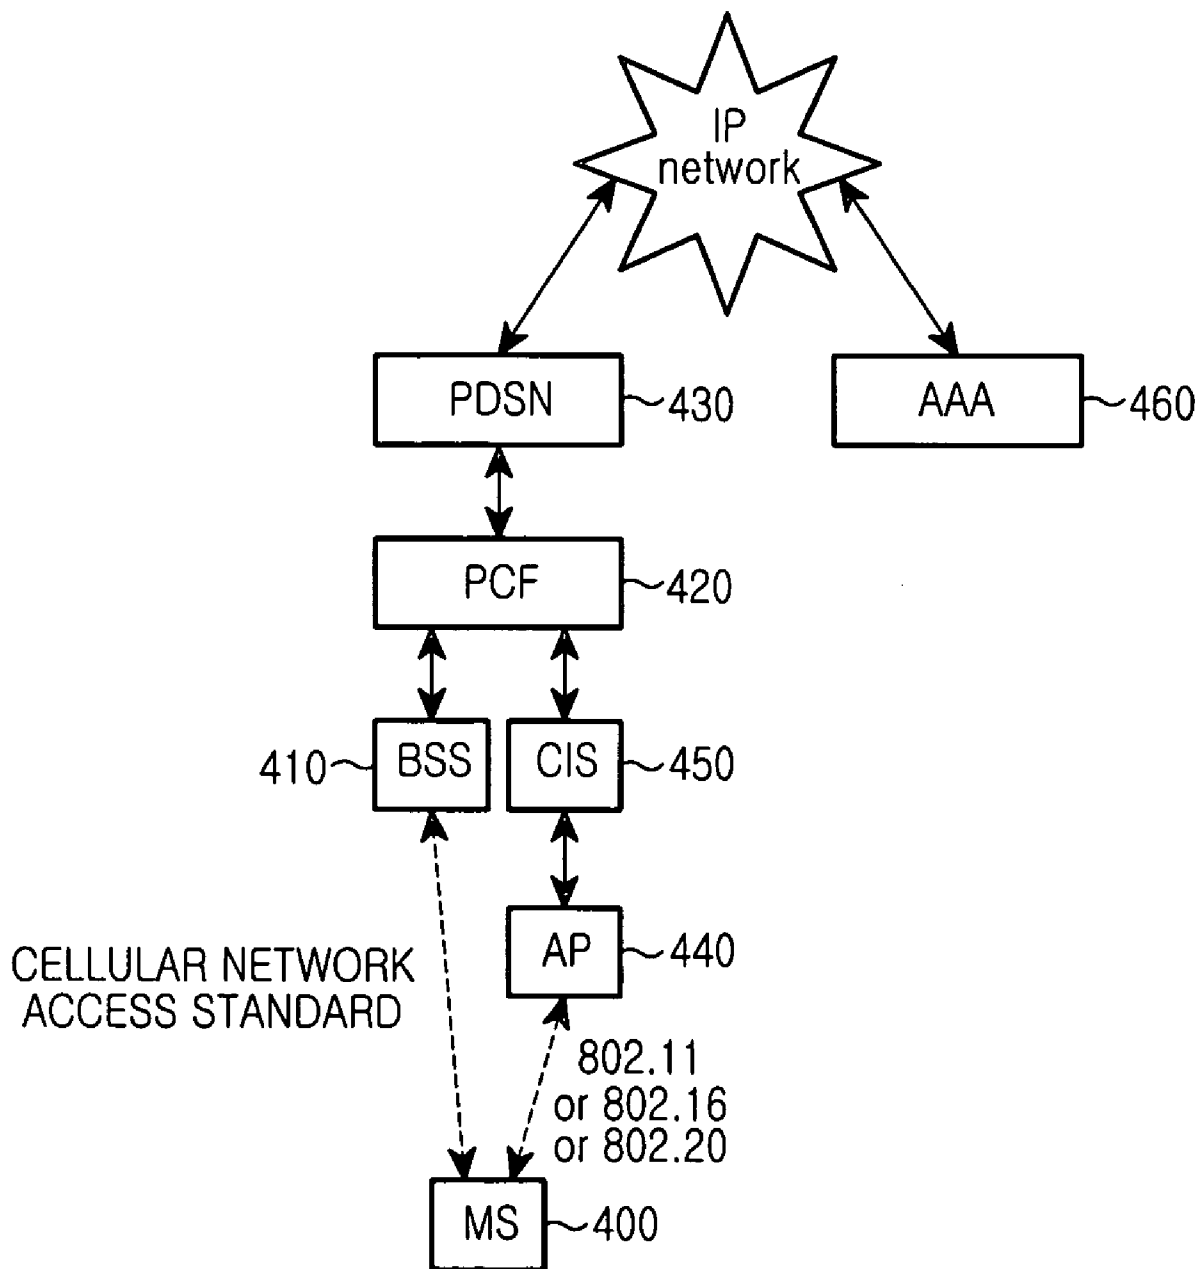 IP
network
PDSN
430
AAA
460
PCF
420
410
BSS
CIS
450
AP
440
CELLULAR NETWORK
ACCESS STANDARD
802.11
or 802.16
or 802.20
MS
400